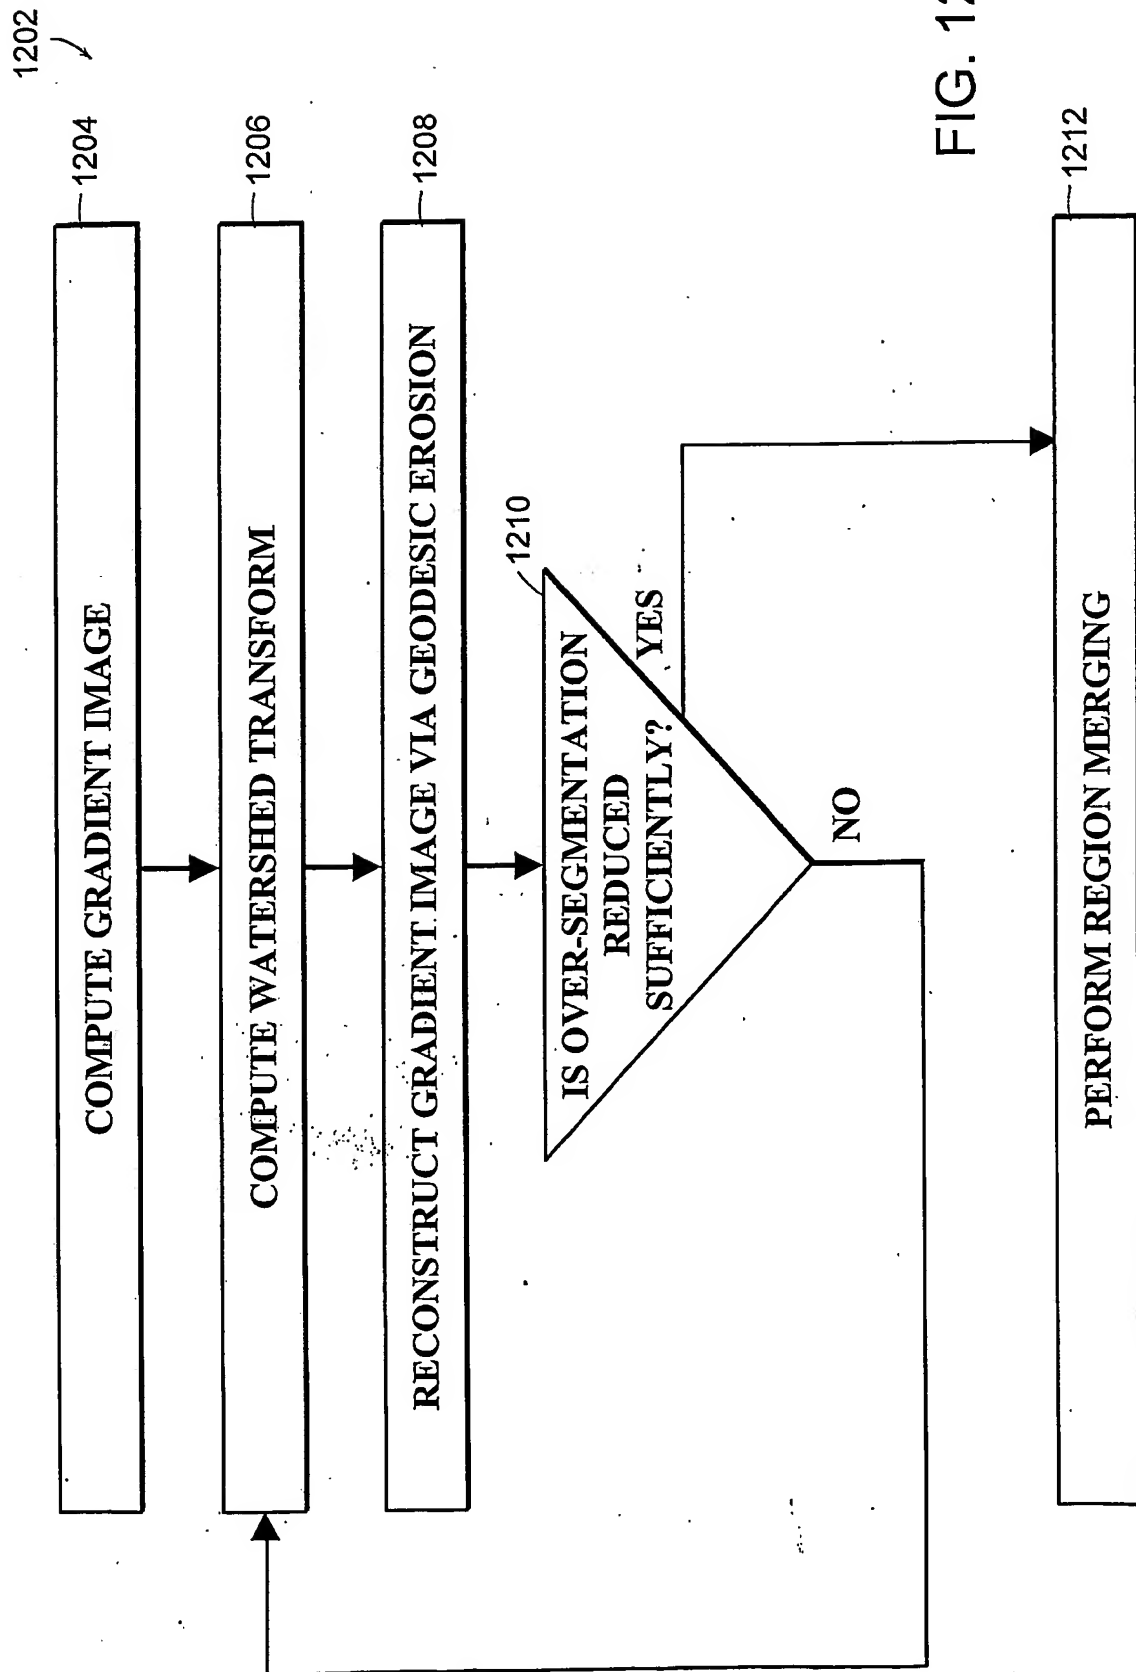 1202
1204
COMPUTE GRADIENT IMAGE
1206
COMPUTE WATERSHED TRANSFORM
1208
RECONSTRUCT GRADIENT IMAGE VIA GEODESIC EROSION
1210
IS OVER-SEGMENTATION
REDUCED
SUFFICIENTLY?
YES
NO
FIG. 12
1212
PERFORM REGION MERGING